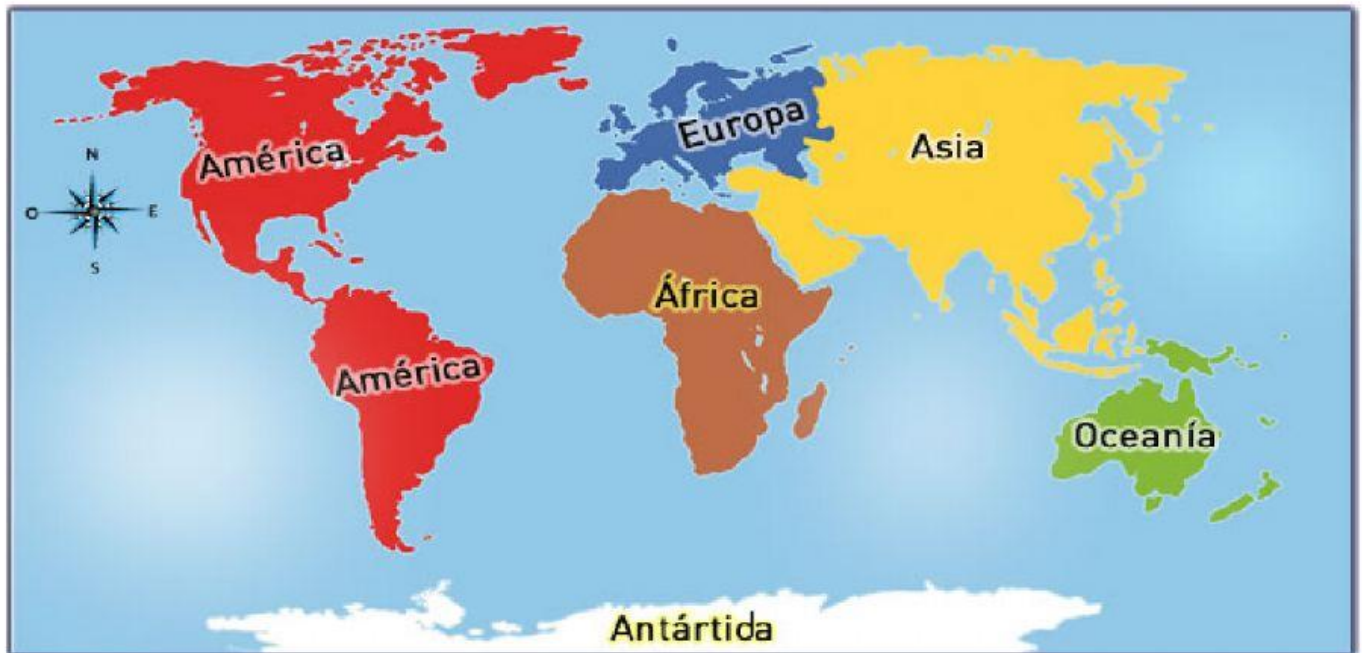 América
Europa
Asia
N
O
E
S
África
América
Oceanía
Antártida